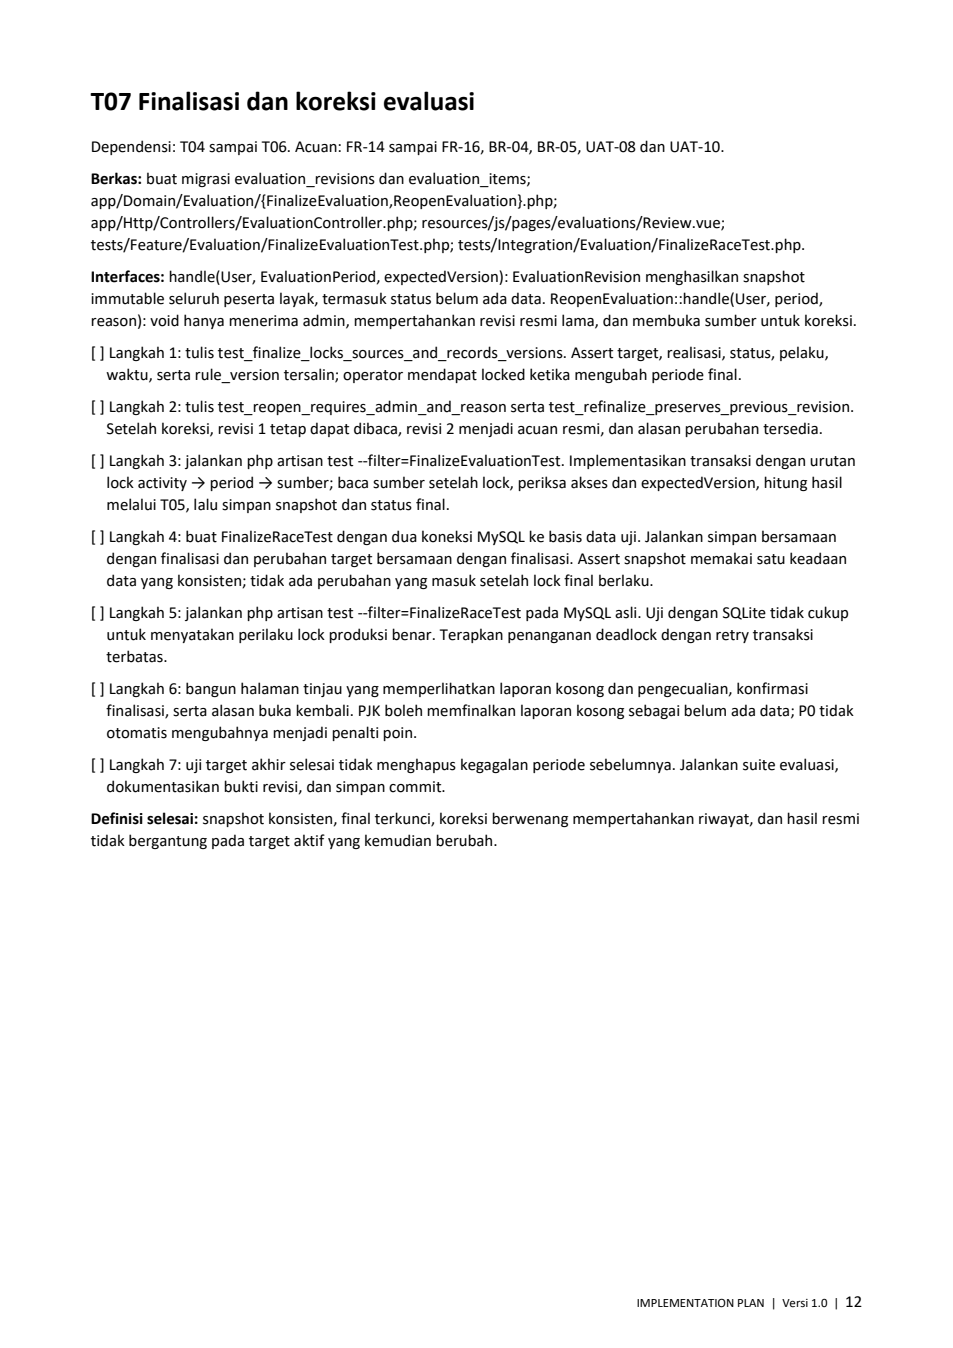 T07 Finalisasi dan koreksi evaluasi
Dependensi: T04 sampai T06. Acuan: FR-14 sampai FR-16, BR-04, BR-05, UAT-08 dan UAT-10.
Berkas: buat migrasi evaluation_revisions dan evaluation_items;
app/Domain/Evaluation/{FinalizeEvaluation,ReopenEvaluation}.php;
app/Http/Controllers/EvaluationController.php; resources/js/pages/evaluations/Review.vue;
tests/Feature/Evaluation/FinalizeEvaluationTest.php; tests/Integration/Evaluation/FinalizeRaceTest.php.
Interfaces: handle(User, EvaluationPeriod, expectedVersion): EvaluationRevision menghasilkan snapshot
immutable seluruh peserta layak, termasuk status belum ada data. ReopenEvaluation::handle(User, period,
reason): void hanya menerima admin, mempertahankan revisi resmi lama, dan membuka sumber untuk koreksi.
[ ] Langkah 1: tulis test_finalize_locks_sources_and_records_versions. Assert target, realisasi, status, pelaku,
waktu, serta rule_version tersalin; operator mendapat locked ketika mengubah periode final.
[ ] Langkah 2: tulis test_reopen_requires_admin_and_reason serta test_refinalize_preserves_previous_revision.
Setelah koreksi, revisi 1 tetap dapat dibaca, revisi 2 menjadi acuan resmi, dan alasan perubahan tersedia.
[ ] Langkah 3: jalankan php artisan test --filter=FinalizeEvaluationTest. Implementasikan transaksi dengan urutan
lock activity → period → sumber; baca sumber setelah lock, periksa akses dan expectedVersion, hitung hasil
melalui T05, lalu simpan snapshot dan status final.
[ ] Langkah 4: buat FinalizeRaceTest dengan dua koneksi MySQL ke basis data uji. Jalankan simpan bersamaan
dengan finalisasi dan perubahan target bersamaan dengan finalisasi. Assert snapshot memakai satu keadaan
data yang konsisten; tidak ada perubahan yang masuk setelah lock final berlaku.
[ ] Langkah 5: jalankan php artisan test --filter=FinalizeRaceTest pada MySQL asli. Uji dengan SQLite tidak cukup
untuk menyatakan perilaku lock produksi benar. Terapkan penanganan deadlock dengan retry transaksi
terbatas.
[ ] Langkah 6: bangun halaman tinjau yang memperlihatkan laporan kosong dan pengecualian, konfirmasi
finalisasi, serta alasan buka kembali. PJK boleh memfinalkan laporan kosong sebagai belum ada data; P0 tidak
otomatis mengubahnya menjadi penalti poin.
[ ] Langkah 7: uji target akhir selesai tidak menghapus kegagalan periode sebelumnya. Jalankan suite evaluasi,
dokumentasikan bukti revisi, dan simpan commit.
Definisi selesai: snapshot konsisten, final terkunci, koreksi berwenang mempertahankan riwayat, dan hasil resmi
tidak bergantung pada target aktif yang kemudian berubah.
IMPLEMENTATION PLAN | Versi 1.0 | 12